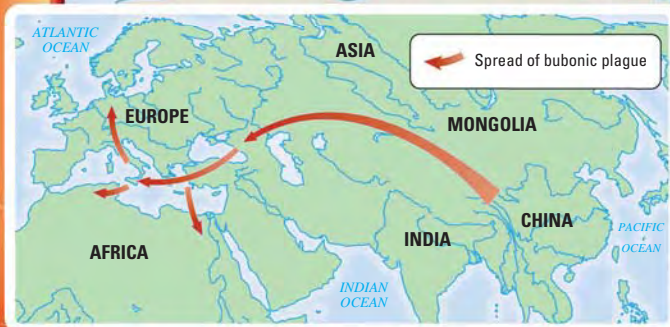 ATLANTIC
OCEAN
ASIA
Spread of bubonic plague
EUROPE
MONGOLIA
CHINA
PACIFIC
OCEAN
INDIA
AFRICA
INDIAN
OCEAN